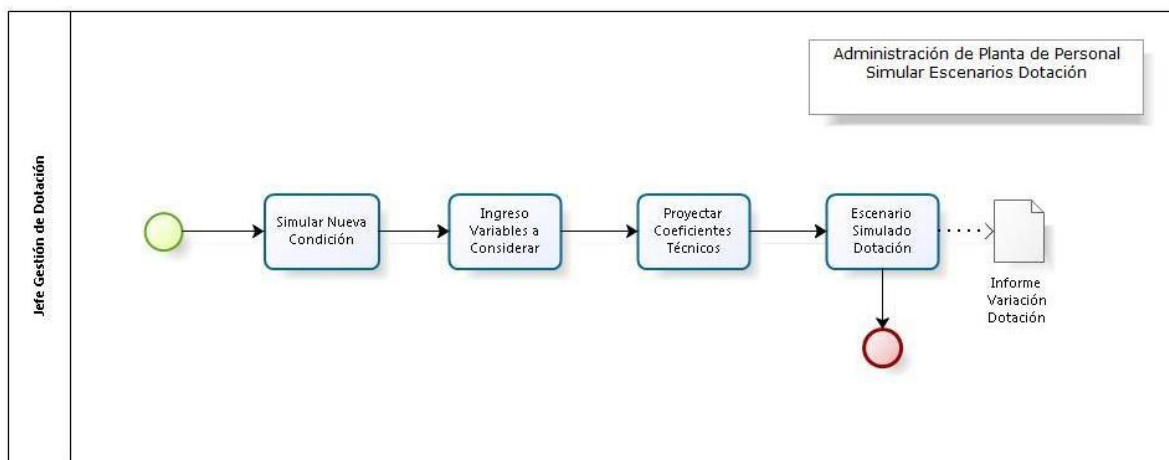 Administración de Planta de Personal
Simular Escenarios Dotación
Jefe Gestión de Dotación
Simular Nueva
Condición
Ingreso
Variables a
Considerar
Proyectar
Coeficientes
Técnicos
Escenario
Simulado
Dotación
Informe
Variación
Dotación